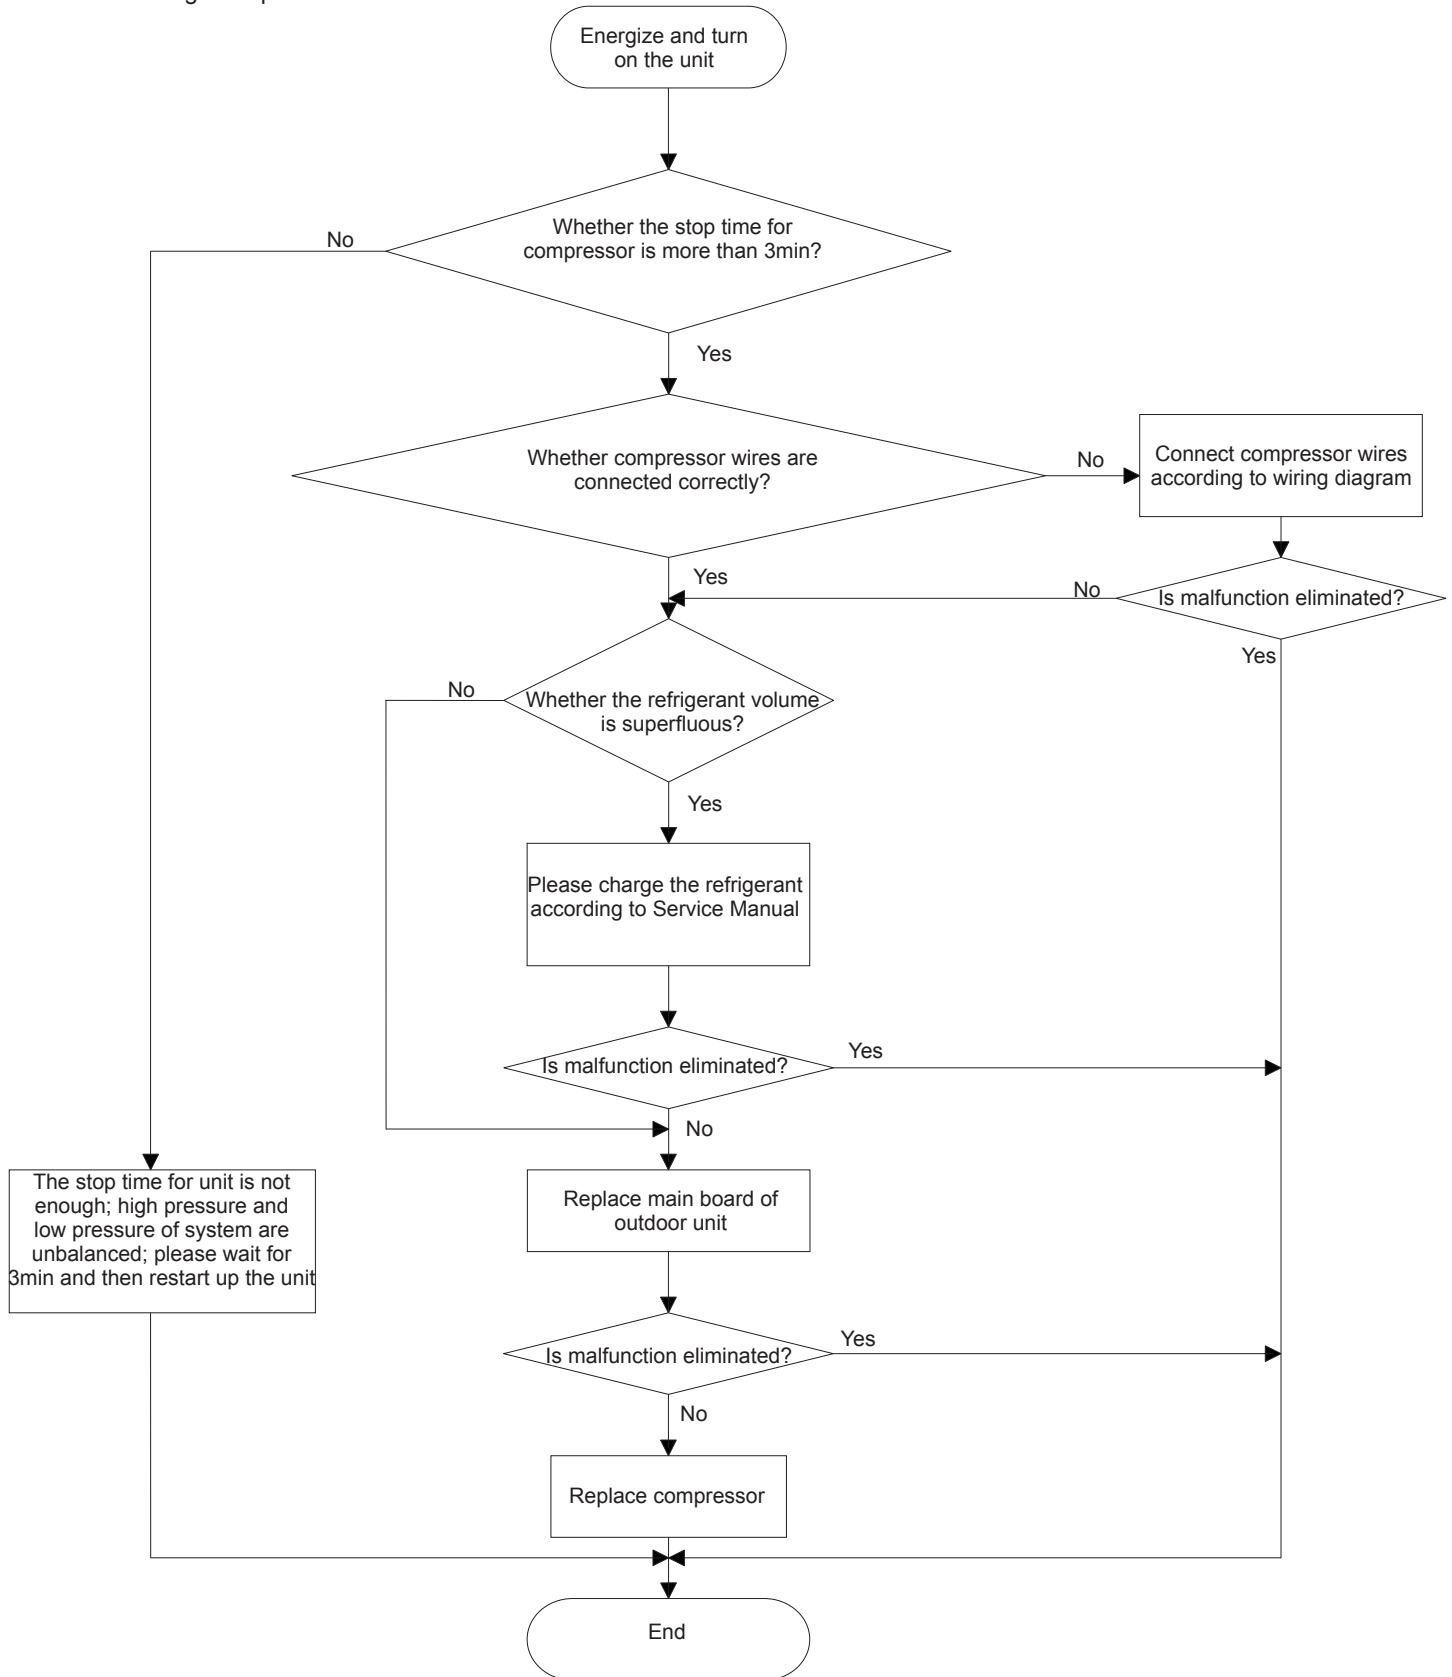 Energize and turn
on the unit
Whether the stop time for
compressor is more than 3min?
No
Yes
Whether compressor wires are
connected correctly?
No
Connect compressor wires
according to wiring diagram
Yes
No
Is malfunction eliminated?
Yes
No
Whether the refrigerant volume
is superfluous?
Yes
Please charge the refrigerant
according to Service Manual
Is malfunction eliminated?
Yes
No
The stop time for unit is not
enough; high pressure and
low pressure of system are
unbalanced; please wait for
3min and then restart up the unit
Replace main board of
outdoor unit
Is malfunction eliminated?
Yes
No
Replace compressor
End